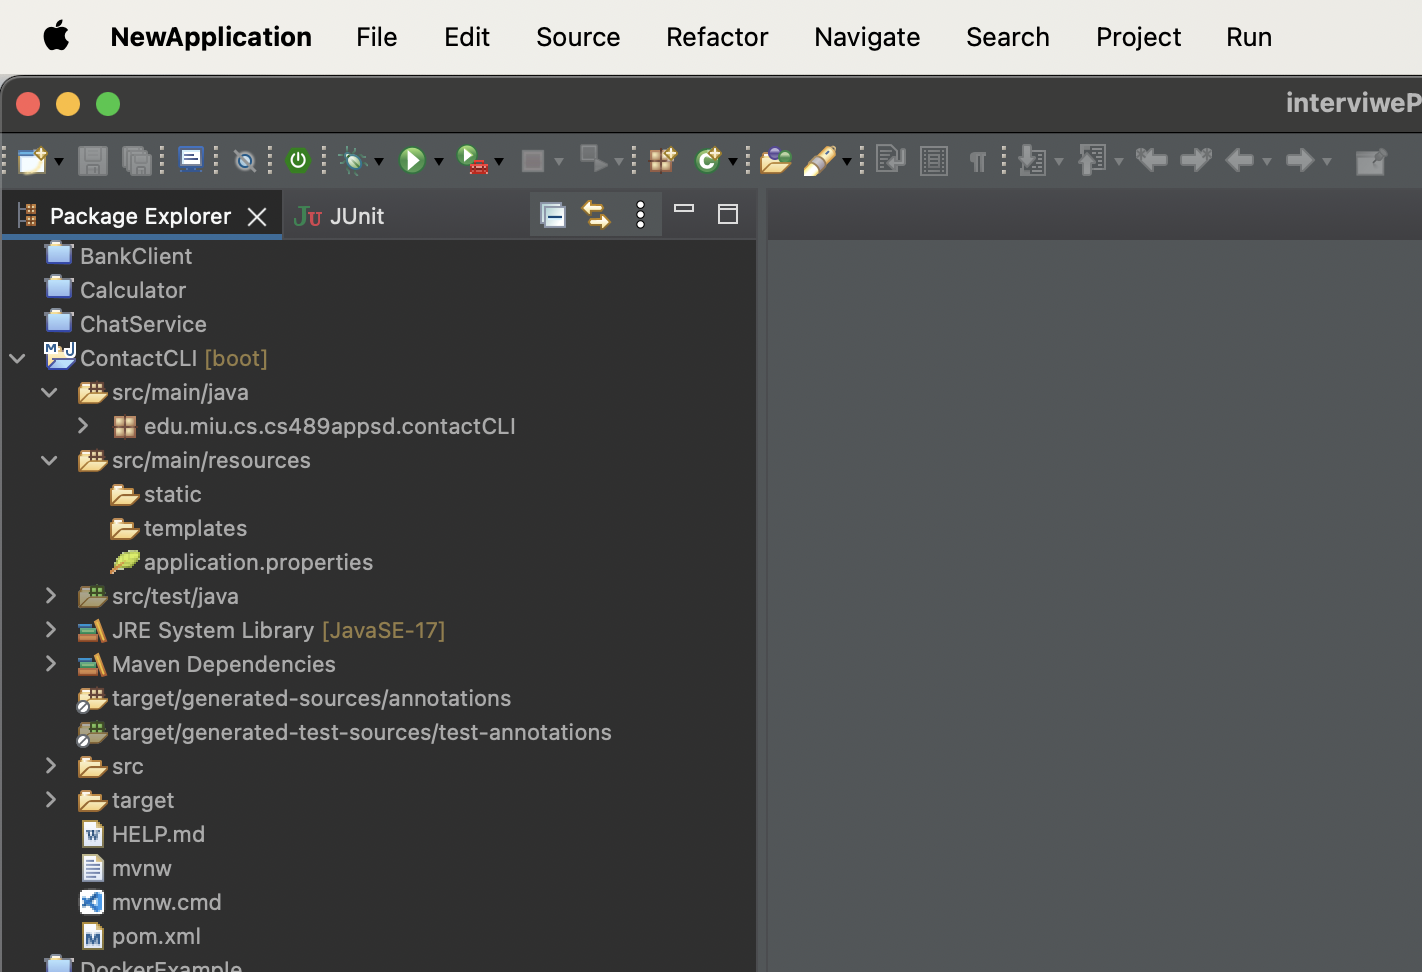 NewApplication File Edit Source Refactor Navigate Search Project Run
interviweP
Package Explorer JUnit
BankClient
Calculator
ChatService
ContactCLI [boot]
src/main/java
edu.miu.cs.cs489appsd.contactCLI
src/main/resources
static
templates
application.properties
src/test/java
JRE System Library [JavaSE-17]
Maven Dependencies
target/generated-sources/annotations
target/generated-test-sources/test-annotations
src
target
HELP.md
mvnw
mvnw.cmd
pom.xml
DockerExample